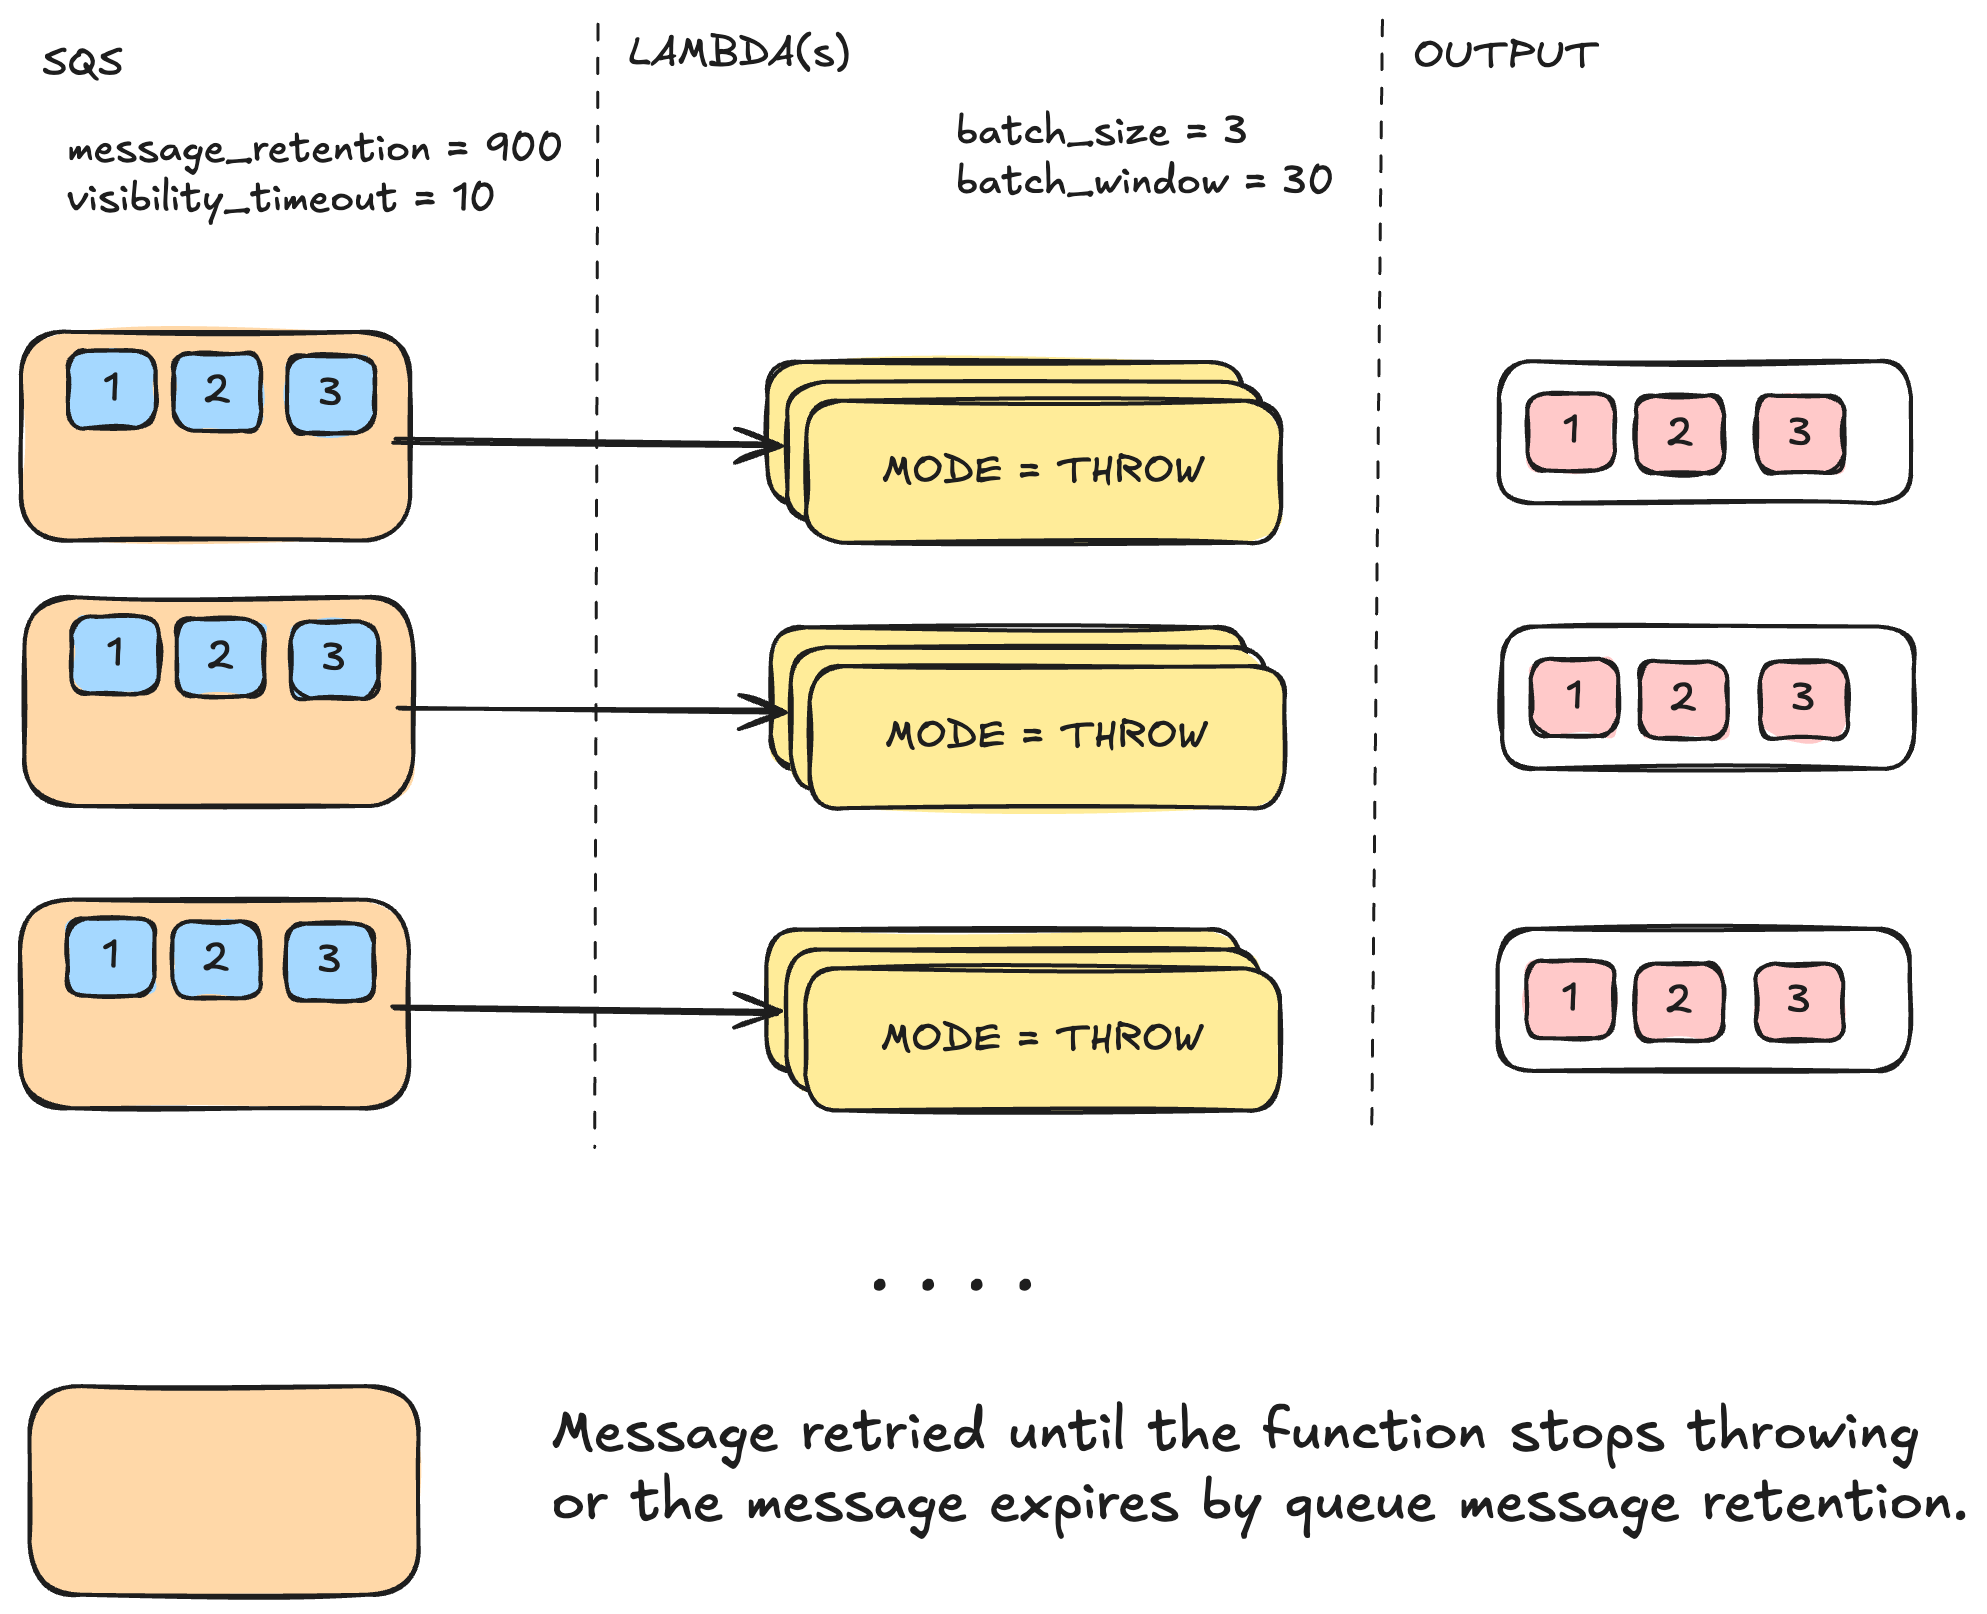 SQS
LAMBDA(s)
OUTPUT
message_retention = 900
visibility_timeout = 10
batch_size = 3
batch_window = 30
1 2 3
MODE = THROW
1 2 3
1 2 3
MODE = THROW
1 2 3
1 2 3
MODE = THROW
1 2 3
. . . .
Message retried until the function stops throwing
or the message expires by queue message retention.